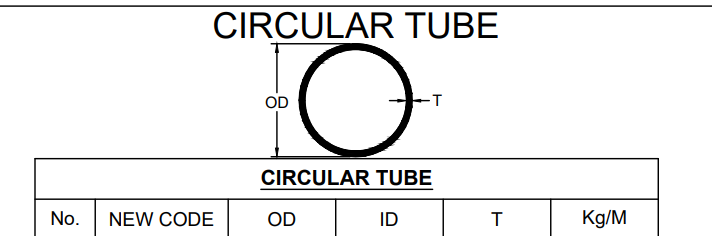 CIRCULAR TUBE
OD
T
CIRCULAR TUBE
No. NEW CODE OD ID T Kg/M